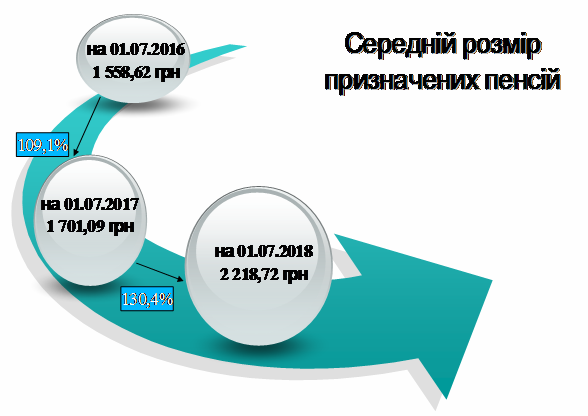 Середній розмір
призначених пенсій
на 01.07.2016
1 558,62 грн
109,1%
на 01.07.2017
1 701,09 грн
130,4%
на 01.07.2018
2 218,72 грн